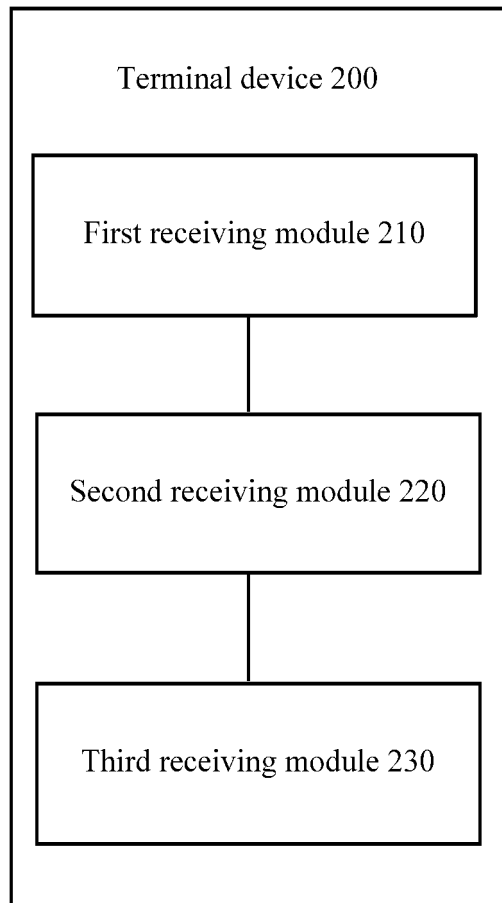 Terminal device 200
First receiving module 210
Second receiving module 220
Third receiving module 230